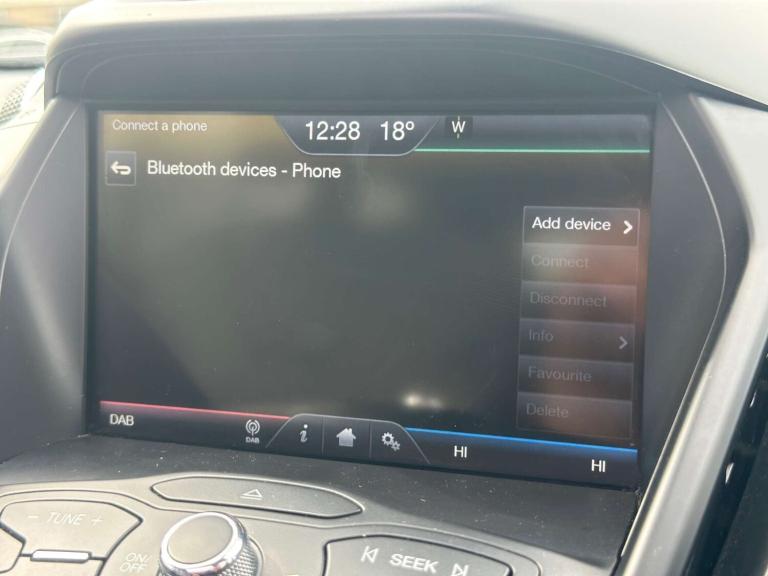 Connect a phone
12:28 18° W
Bluetooth devices - Phone
Add device
Connect
Disconnect
Info
Favourite
Delete
DAB
DAB
i
HI
HI
- TUNE +
ON/
OFF
SEEK